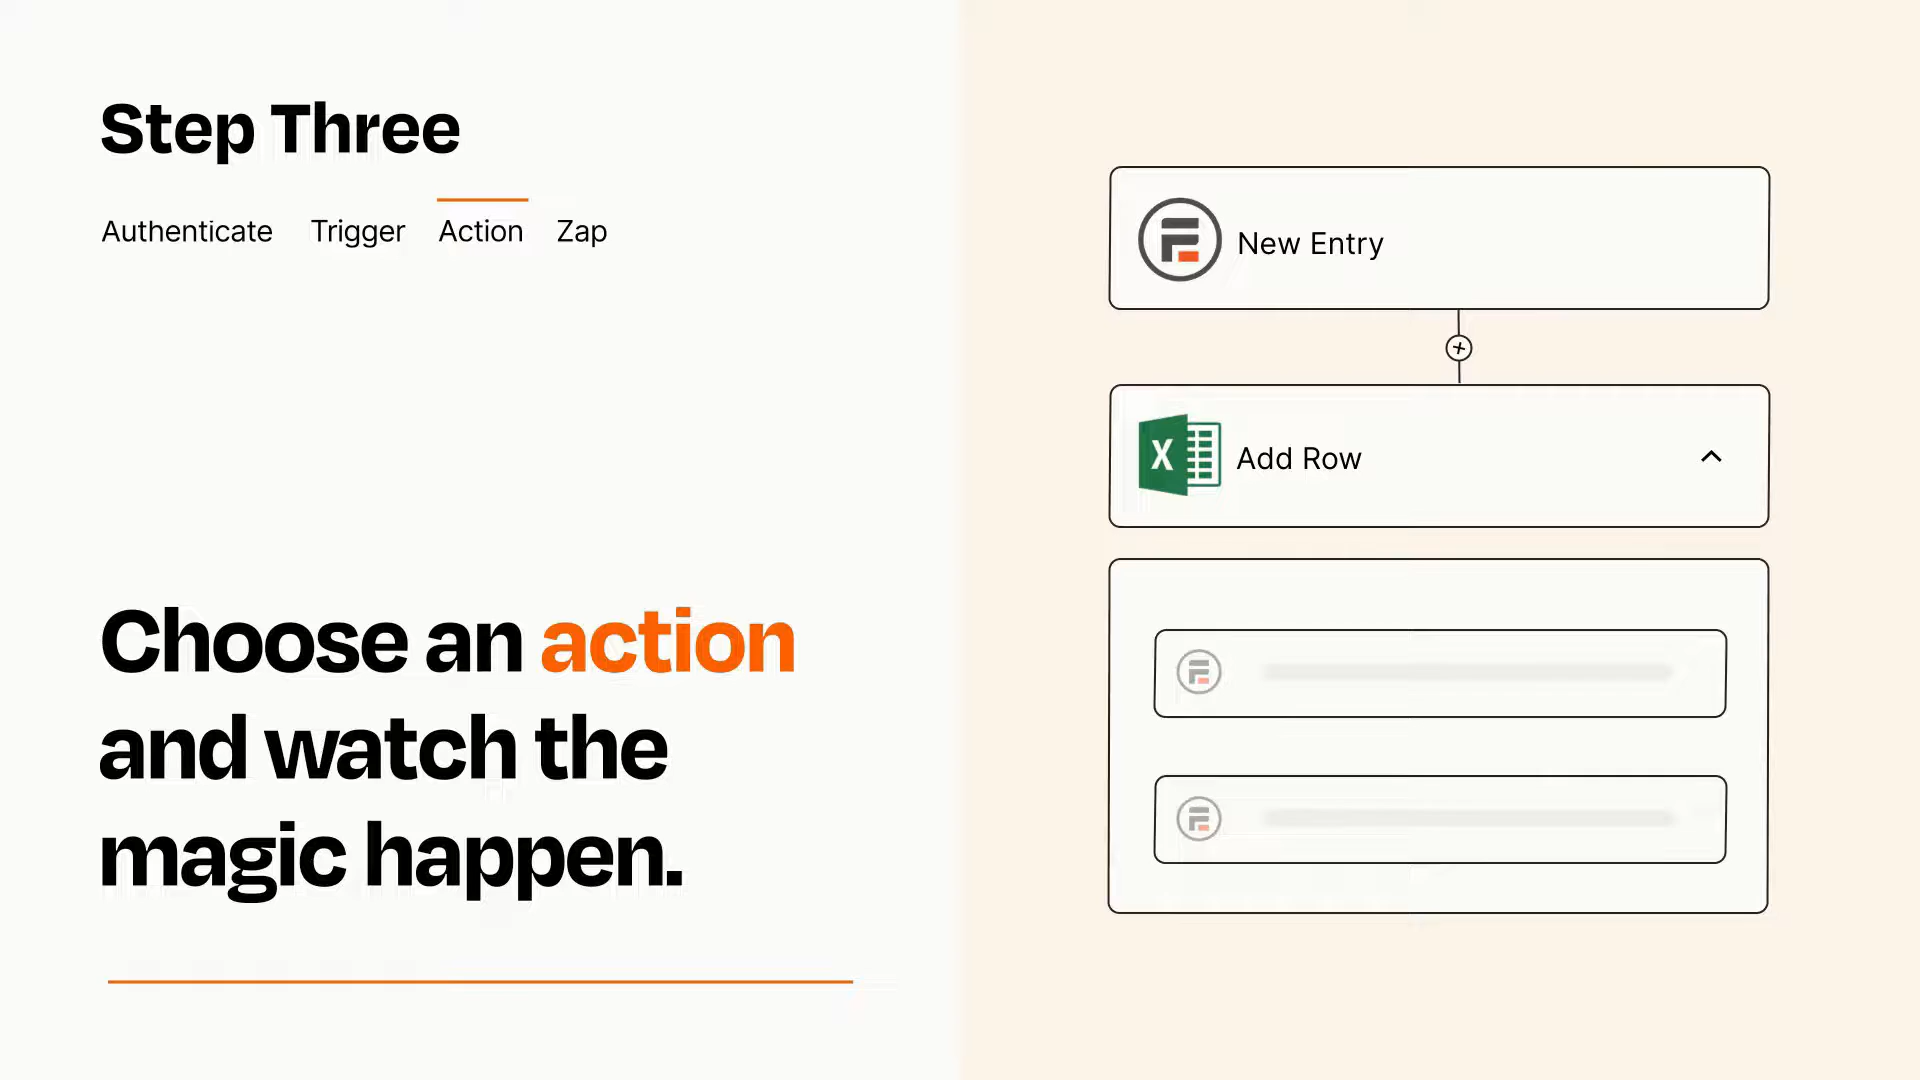 Step Three
Authenticate Trigger Action Zap
Choose an action
and watch the
magic happen.
New Entry
X
Add Row